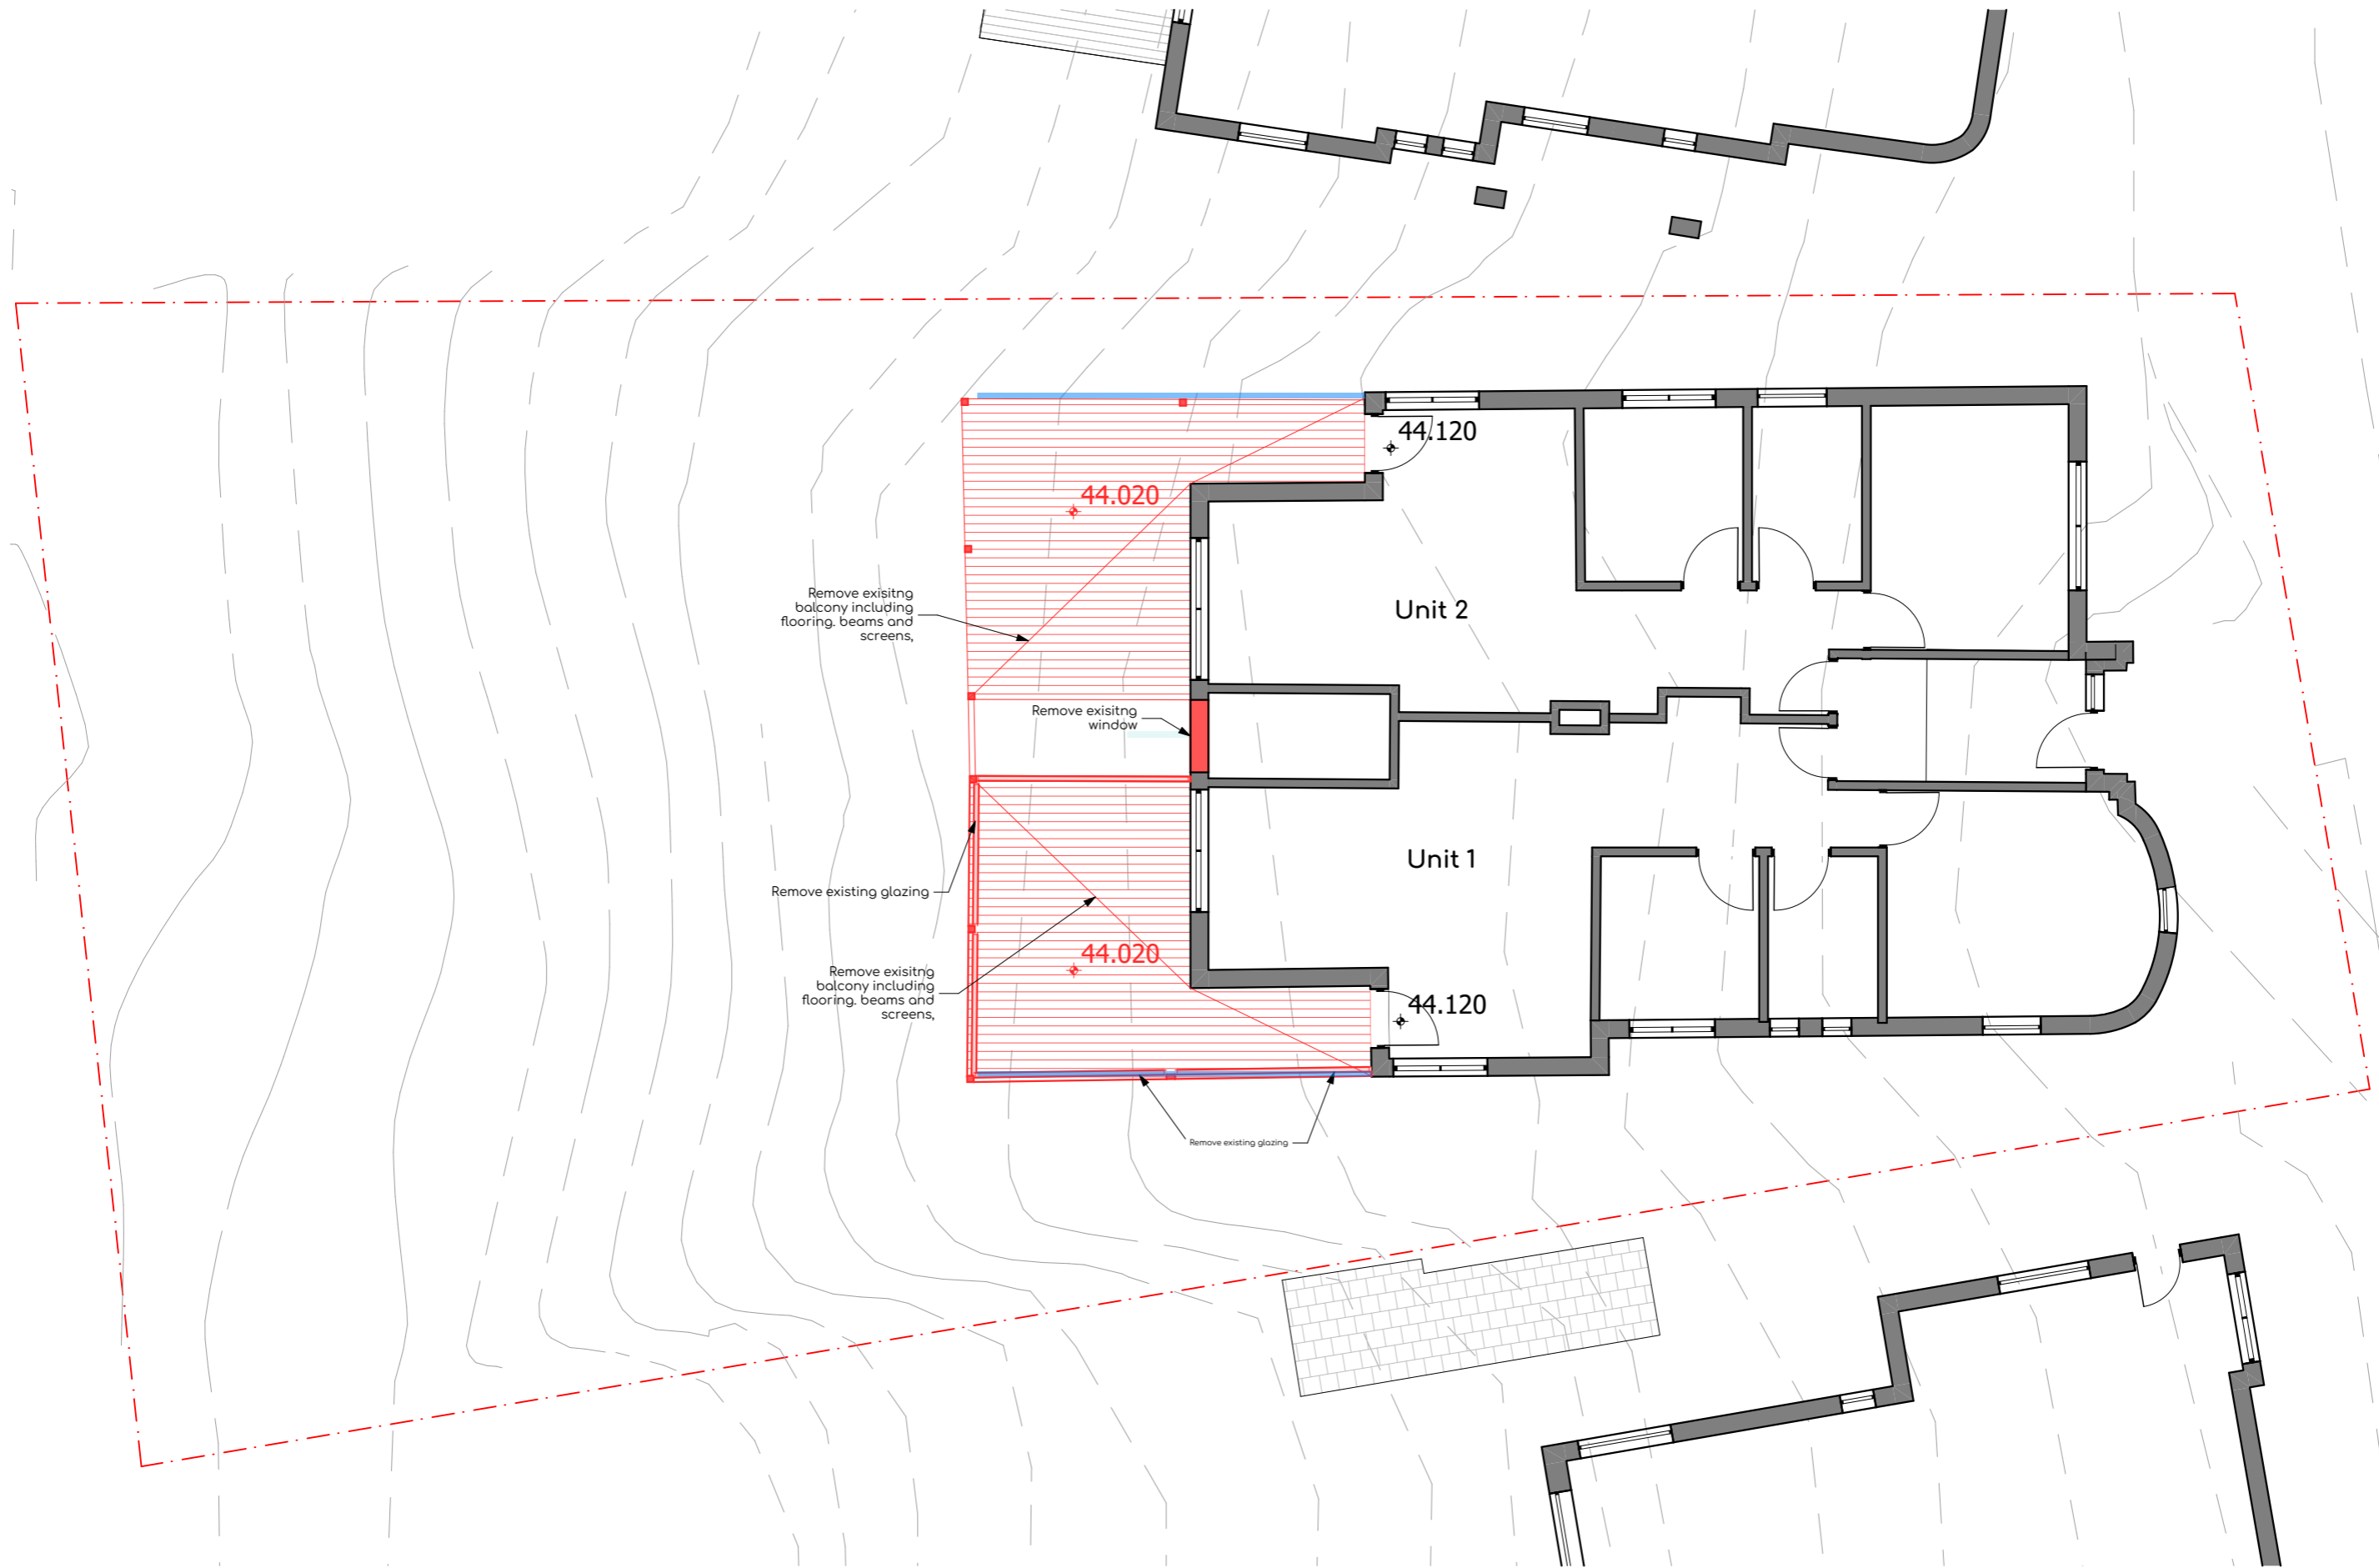 44.120
44.020
Remove exisitng
balcony including
flooring. beams and
screens,
Unit 2
Remove exisitng
window
Unit 1
Remove existing glazing
44.020
Remove exisitng
balcony including
flooring. beams and
screens,
44.120
Remove existing glazing